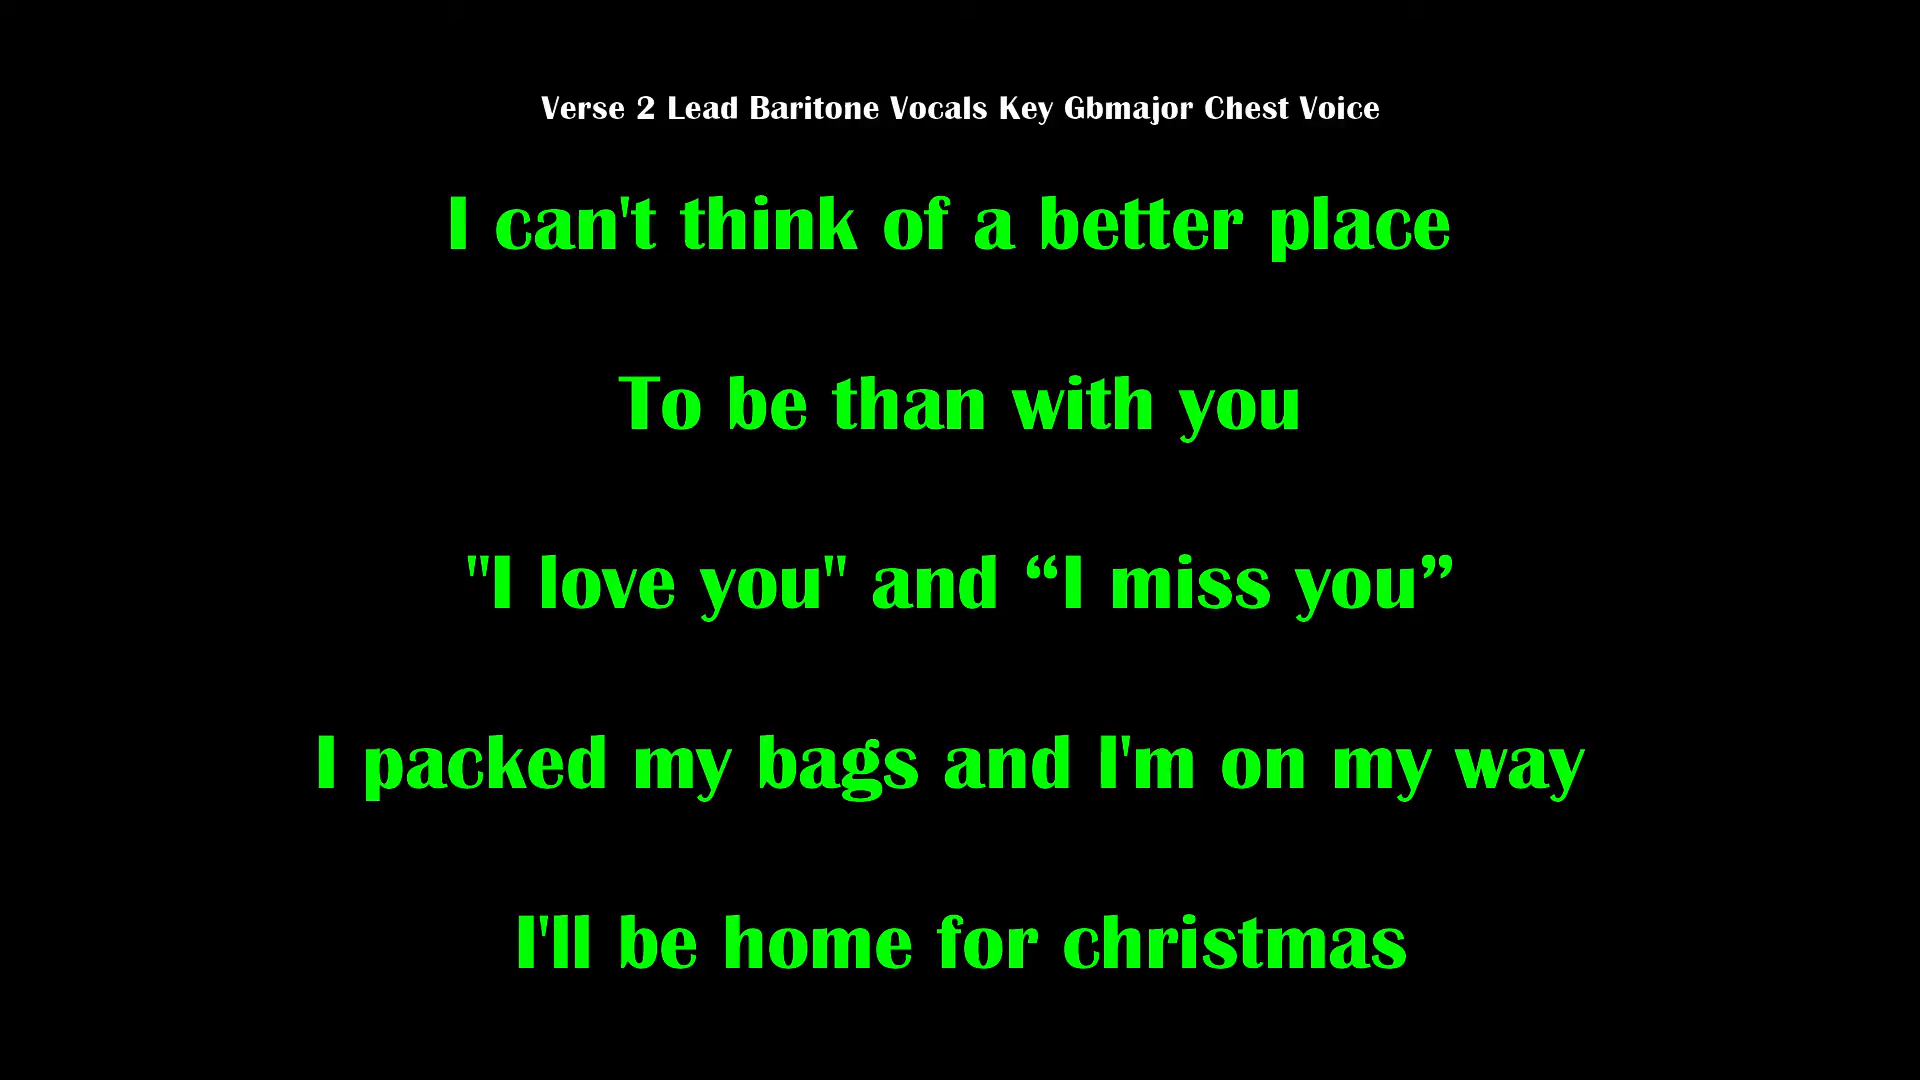 Verse 2 Lead Baritone Vocals Key Gbmajor Chest Voice
I can't think of a better place
To be than with you
"I love you" and “I miss you”
I packed my bags and I'm on my way
I'll be home for christmas